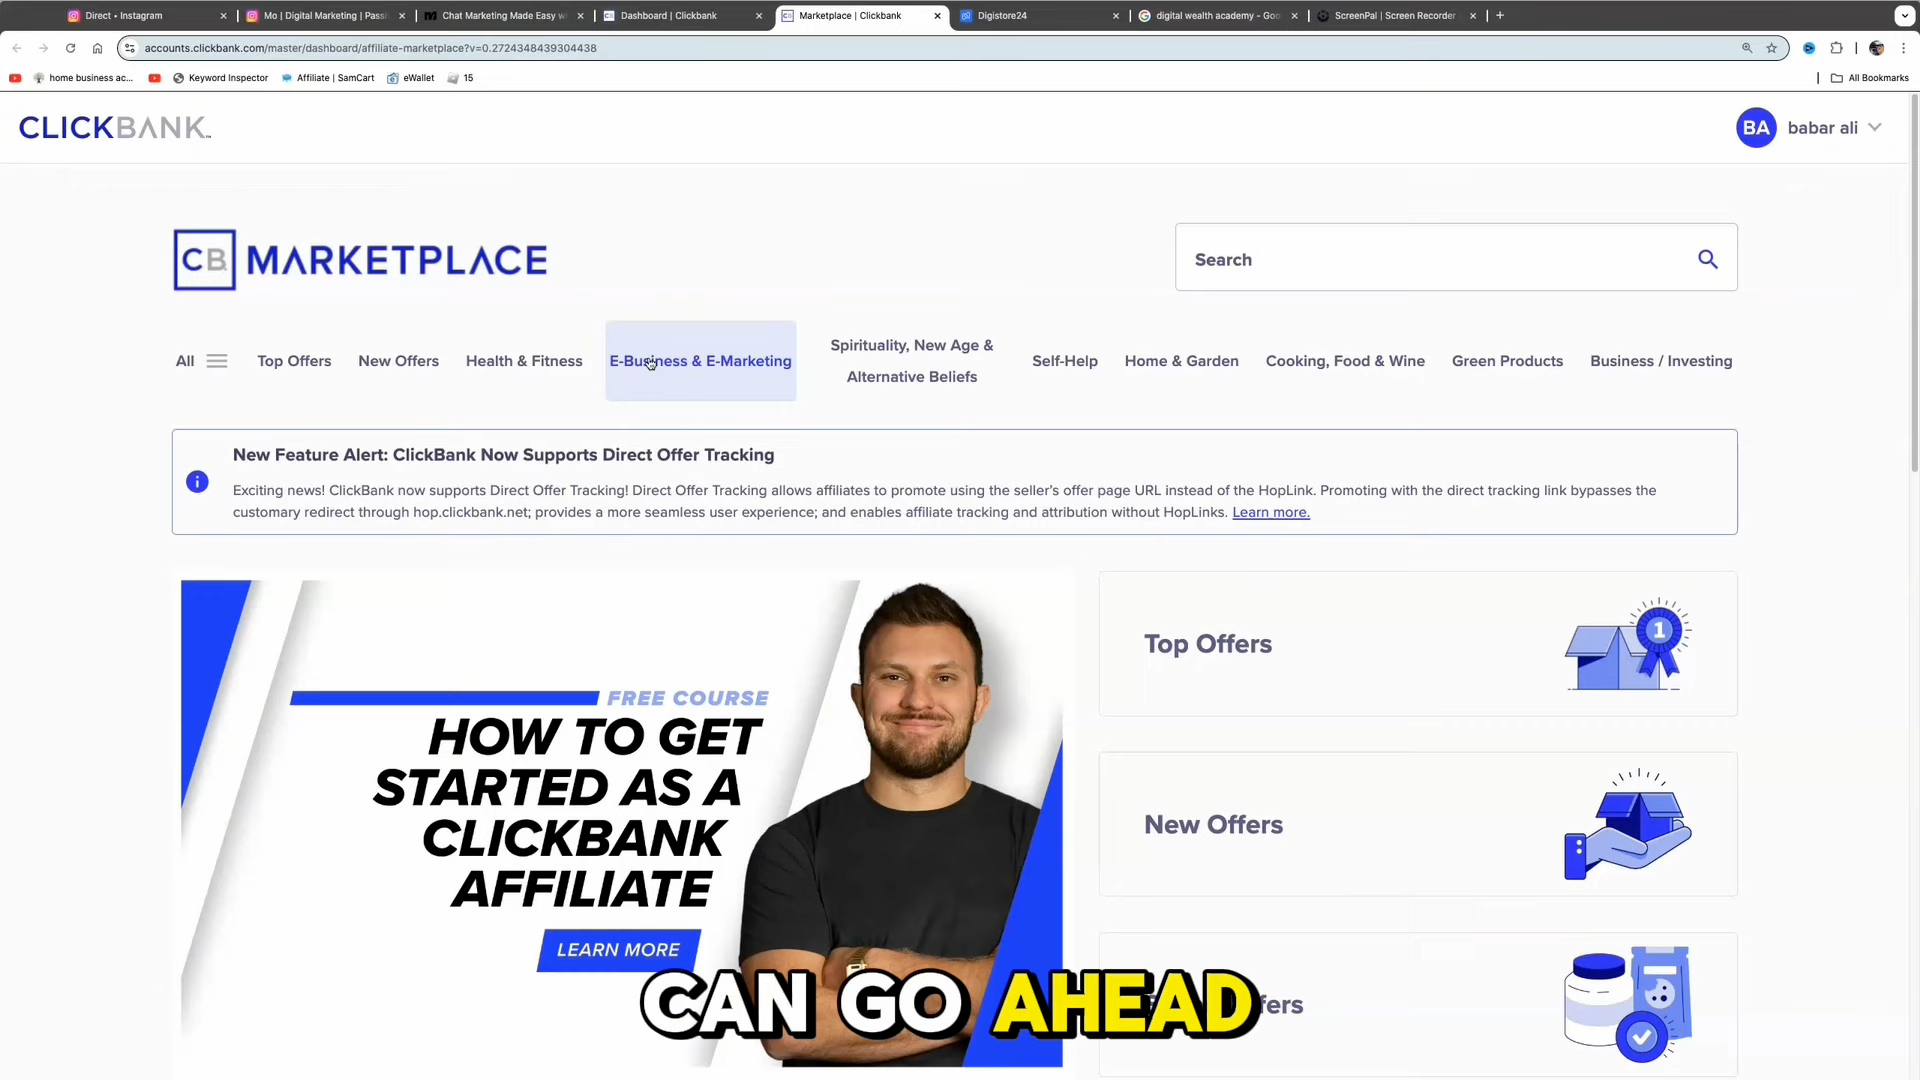 Direct • Instagram
Mo | Digital Marketing | Passi
Chat Marketing Made Easy w
Dashboard | Clickbank
Marketplace | Clickbank
Digistore24
digital wealth academy - Goo
ScreenPal | Screen Recorder
accounts.clickbank.com/master/dashboard/affiliate-marketplace?v=0.2724348439304438
home business ac...
Keyword Inspector
Affiliate | SamCart
eWallet
15
All Bookmarks
CLICKBANK
BA
babar ali
CB MARKETPLACE
Search
All
Top Offers
New Offers
Health & Fitness
E-Business & E-Marketing
Spirituality, New Age &
Alternative Beliefs
Self-Help
Home & Garden
Cooking, Food & Wine
Green Products
Business / Investing
New Feature Alert: ClickBank Now Supports Direct Offer Tracking
Exciting news! ClickBank now supports Direct Offer Tracking! Direct Offer Tracking allows affiliates to promote using the seller's offer page URL instead of the HopLink. Promoting with the direct tracking link bypasses the
customary redirect through hop.clickbank.net; provides a more seamless user experience; and enables affiliate tracking and attribution without HopLinks. Learn more.
FREE COURSE
HOW TO GET
STARTED AS A
CLICKBANK
AFFILIATE
LEARN MORE
Top Offers
1
New Offers
CAN GO AHEAD